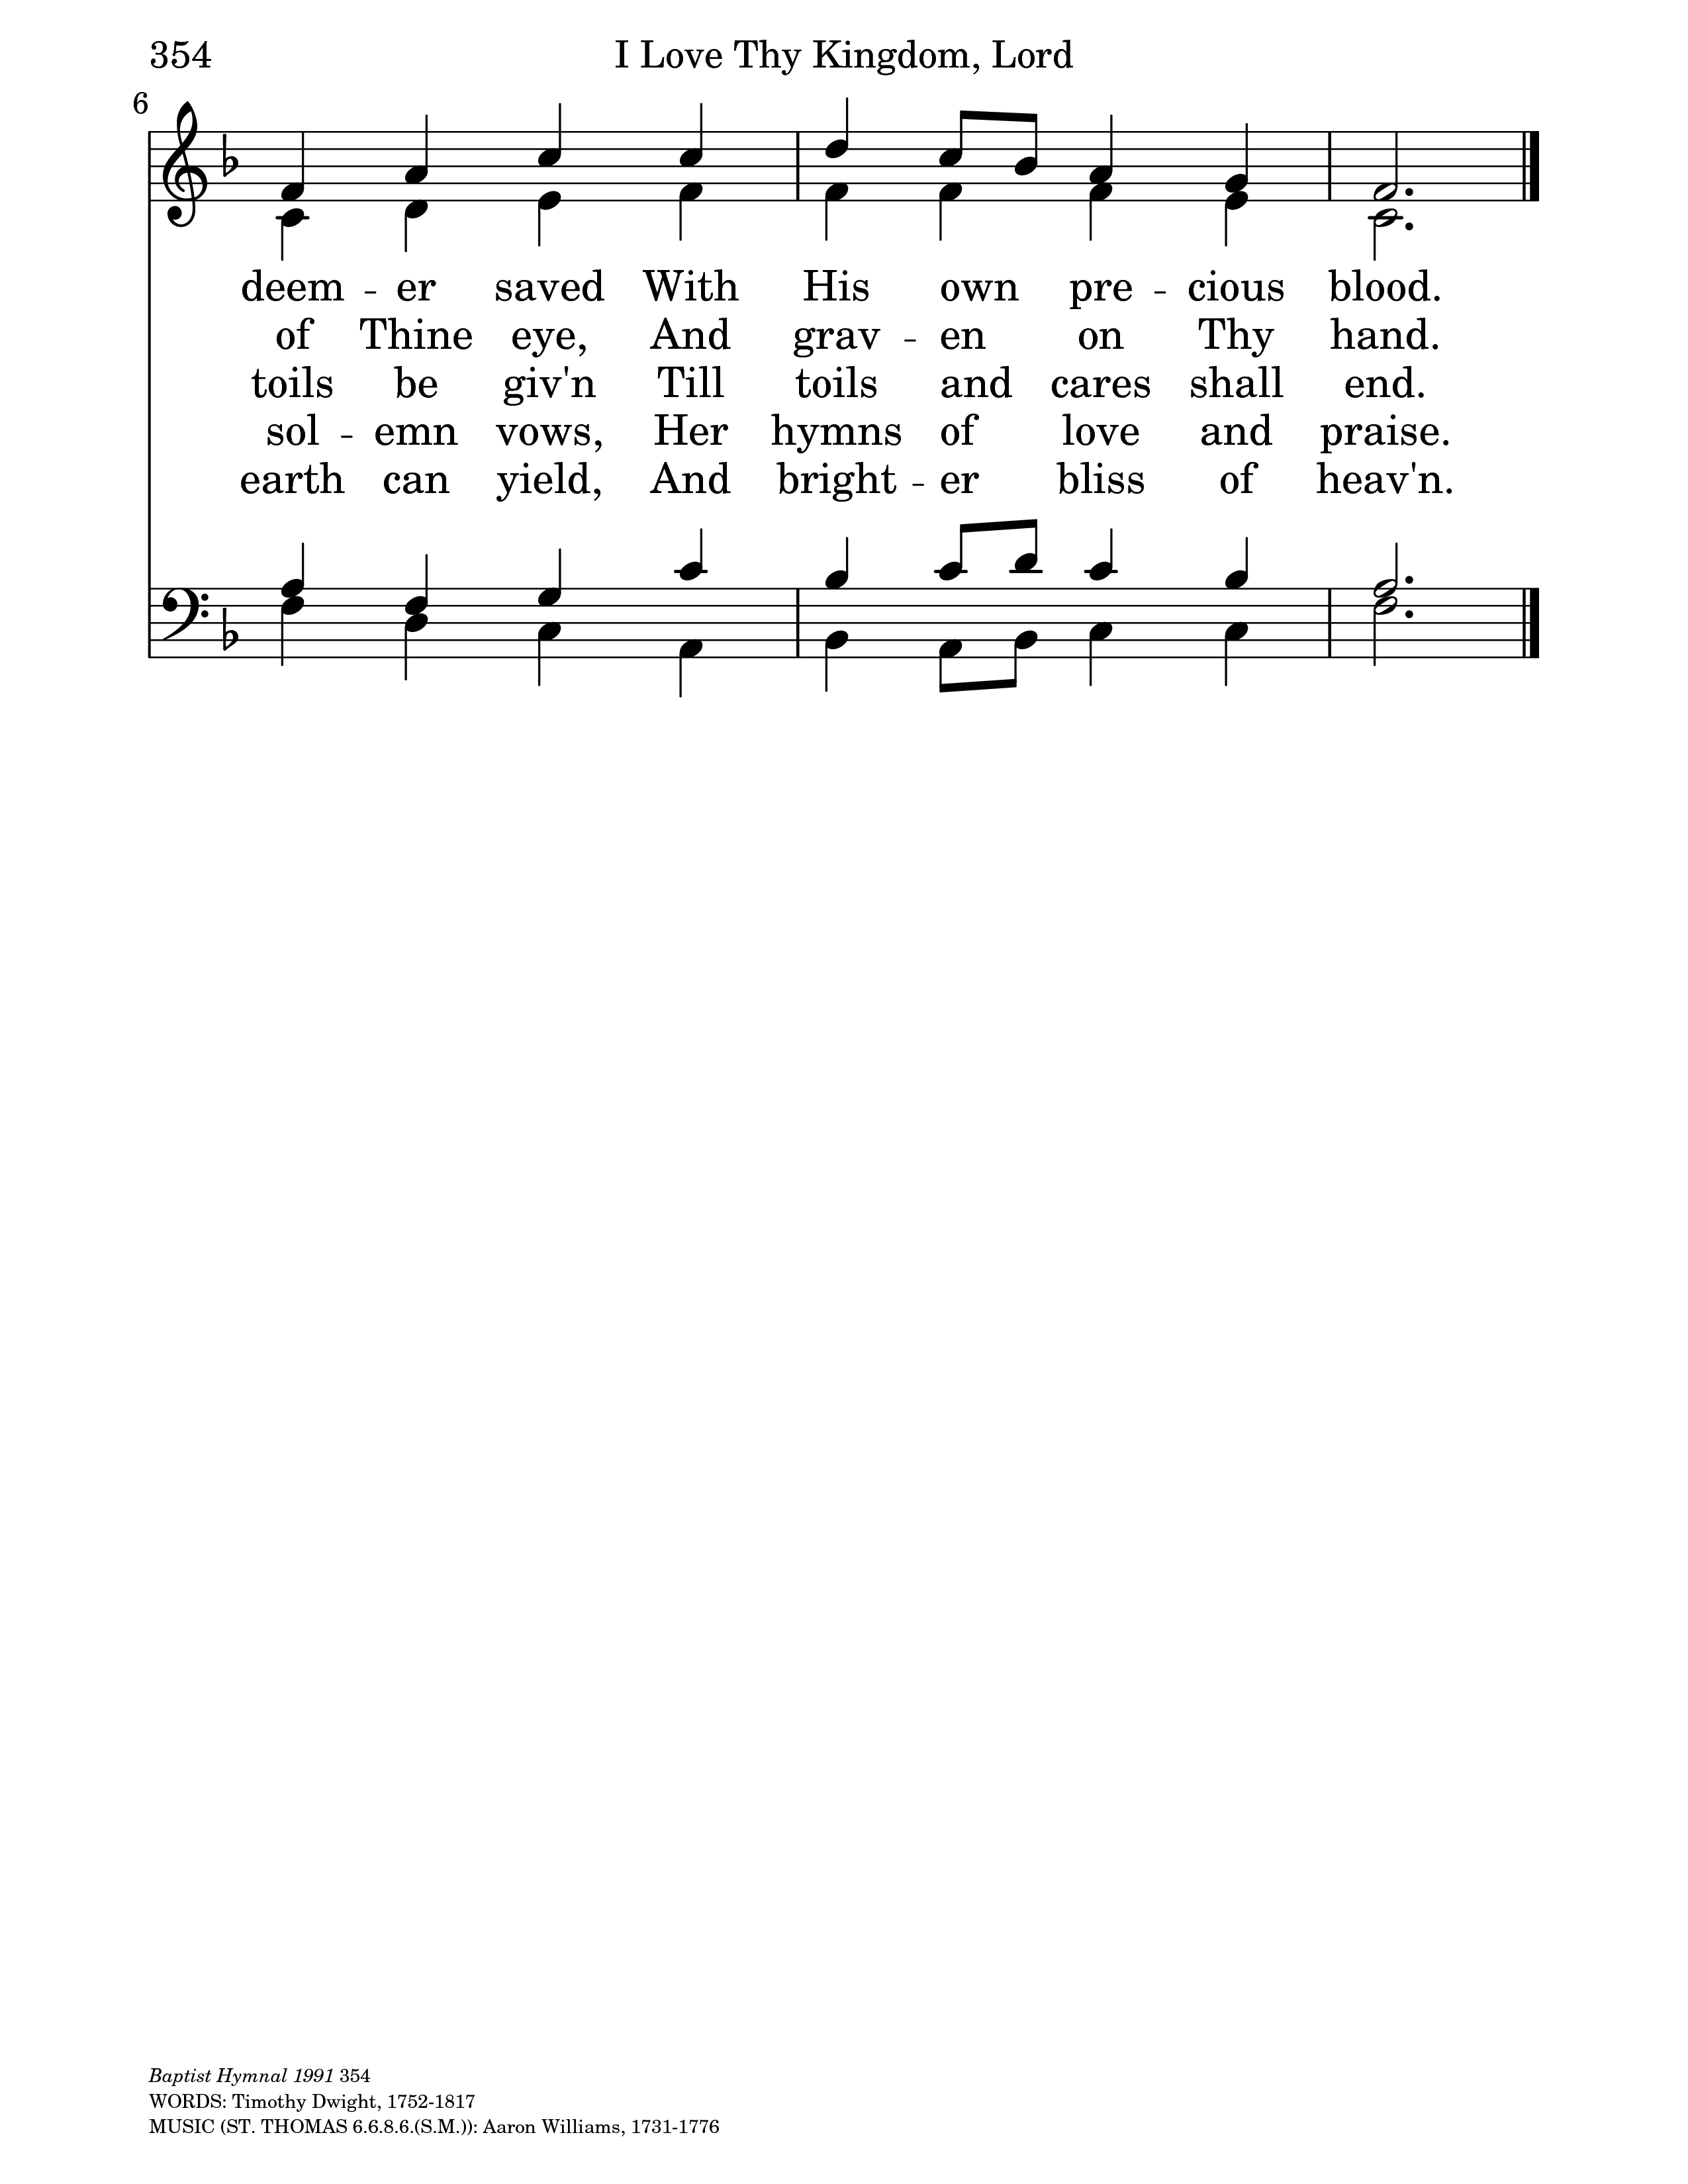 354 I Love Thy Kingdom, Lord
6
deem -- er saved With His own pre -- cious blood.
of Thine eye, And grav -- en on Thy hand.
toils be giv'n Till toils and cares shall end.
sol -- emn vows, Her hymns of love and praise.
earth can yield, And bright -- er bliss of heav'n.
Baptist Hymnal 1991 354
WORDS: Timothy Dwight, 1752-1817
MUSIC (ST. THOMAS 6.6.8.6.(S.M.)): Aaron Williams, 1731-1776